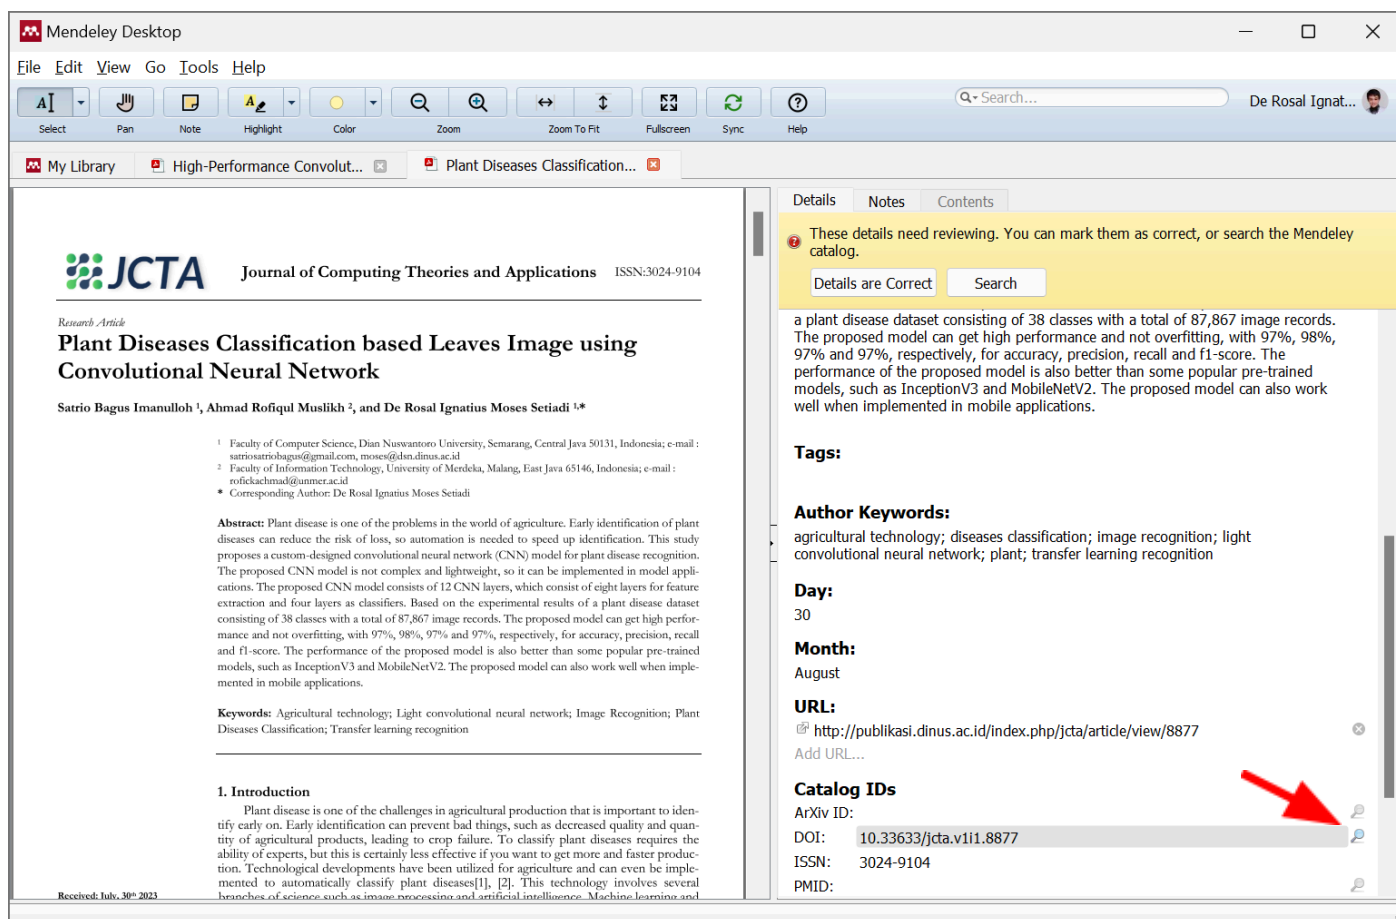 Mendeley Desktop
File Edit View Go Tools Help
Search...
De Rosal Ignat...
Select Pan Note Highlight Color Zoom Zoom To Fit Fullscreen Sync Help
My Library
High-Performance Convolut...
Plant Diseases Classification...
JCTA
Journal of Computing Theories and Applications ISSN:3024-9104
Research Article
Plant Diseases Classification based Leaves Image using
Convolutional Neural Network
Satrio Bagus Imanulloh 1, Ahmad Rofiqul Muslikh 2, and De Rosal Ignatius Moses Setiadi 1,*
1 Faculty of Computer Science, Dian Nuswantoro University, Semarang, Central Java 50131, Indonesia; e-mail :
satriosatriobagus@gmail.com, moses@dsn.dinus.ac.id
2 Faculty of Information Technology, University of Merdeka, Malang, East Java 65146, Indonesia; e-mail :
rofickachmad@unmer.ac.id
* Corresponding Author: De Rosal Ignatius Moses Setiadi
Abstract: Plant disease is one of the problems in the world of agriculture. Early identification of plant
diseases can reduce the risk of loss, so automation is needed to speed up identification. This study
proposes a custom-designed convolutional neural network (CNN) model for plant disease recognition.
The proposed CNN model is not complex and lightweight, so it can be implemented in model appli-
cations. The proposed CNN model consists of 12 CNN layers, which consist of eight layers for feature
extraction and four layers as classifiers. Based on the experimental results of a plant disease dataset
consisting of 38 classes with a total of 87,867 image records. The proposed model can get high perfor-
mance and not overfitting, with 97%, 98%, 97% and 97%, respectively, for accuracy, precision, recall
and f1-score. The performance of the proposed model is also better than some popular pre-trained
models, such as InceptionV3 and MobileNetV2. The proposed model can also work well when imple-
mented in mobile applications.
Keywords: Agricultural technology; Light convolutional neural network; Image Recognition; Plant
Diseases Classification; Transfer learning recognition
1. Introduction
Plant disease is one of the challenges in agricultural production that is important to iden-
tify early on. Early identification can prevent bad things, such as decreased quality and quan-
tity of agricultural products, leading to crop failure. To classify plant diseases requires the
ability of experts, but this is certainly less effective if you want to get more and faster produc-
tion. Technological developments have been utilized for agriculture and can even be imple-
mented to automatically classify plant diseases[1], [2]. This technology involves several
Received: July, 30th 2023
branches of science such as image processing and artificial intelligence. Machine learning and
Details Notes Contents
These details need reviewing. You can mark them as correct, or search the Mendeley
catalog.
Details are Correct Search
a plant disease dataset consisting of 38 classes with a total of 87,867 image records.
The proposed model can get high performance and not overfitting, with 97%, 98%,
97% and 97%, respectively, for accuracy, precision, recall and f1-score. The
performance of the proposed model is also better than some popular pre-trained
models, such as InceptionV3 and MobileNetV2. The proposed model can also work
well when implemented in mobile applications.
Tags:
Author Keywords:
agricultural technology; diseases classification; image recognition; light
convolutional neural network; plant; transfer learning recognition
Day:
30
Month:
August
URL:
http://publikasi.dinus.ac.id/index.php/jcta/article/view/8877
Add URL...
Catalog IDs
ArXiv ID:
DOI: 10.33633/jcta.v1i1.8877
ISSN: 3024-9104
PMID: